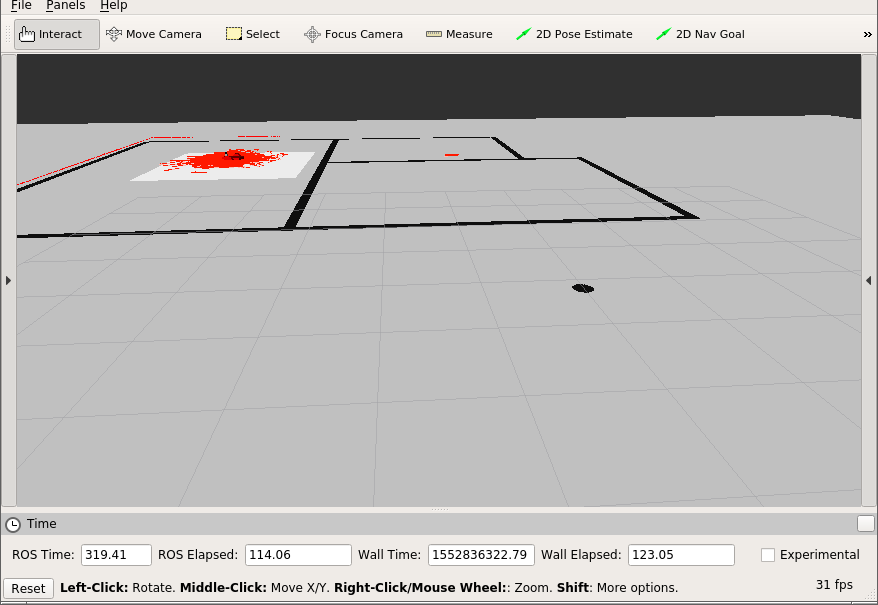 File Panels Help
Interact Move Camera Select Focus Camera Measure 2D Pose Estimate 2D Nav Goal »
Time
ROS Time: 319.41 ROS Elapsed: 114.06 Wall Time: 1552836322.79 Wall Elapsed: 123.05 Experimental
Reset Left-Click: Rotate. Middle-Click: Move X/Y. Right-Click/Mouse Wheel:: Zoom. Shift: More options. 31 fps